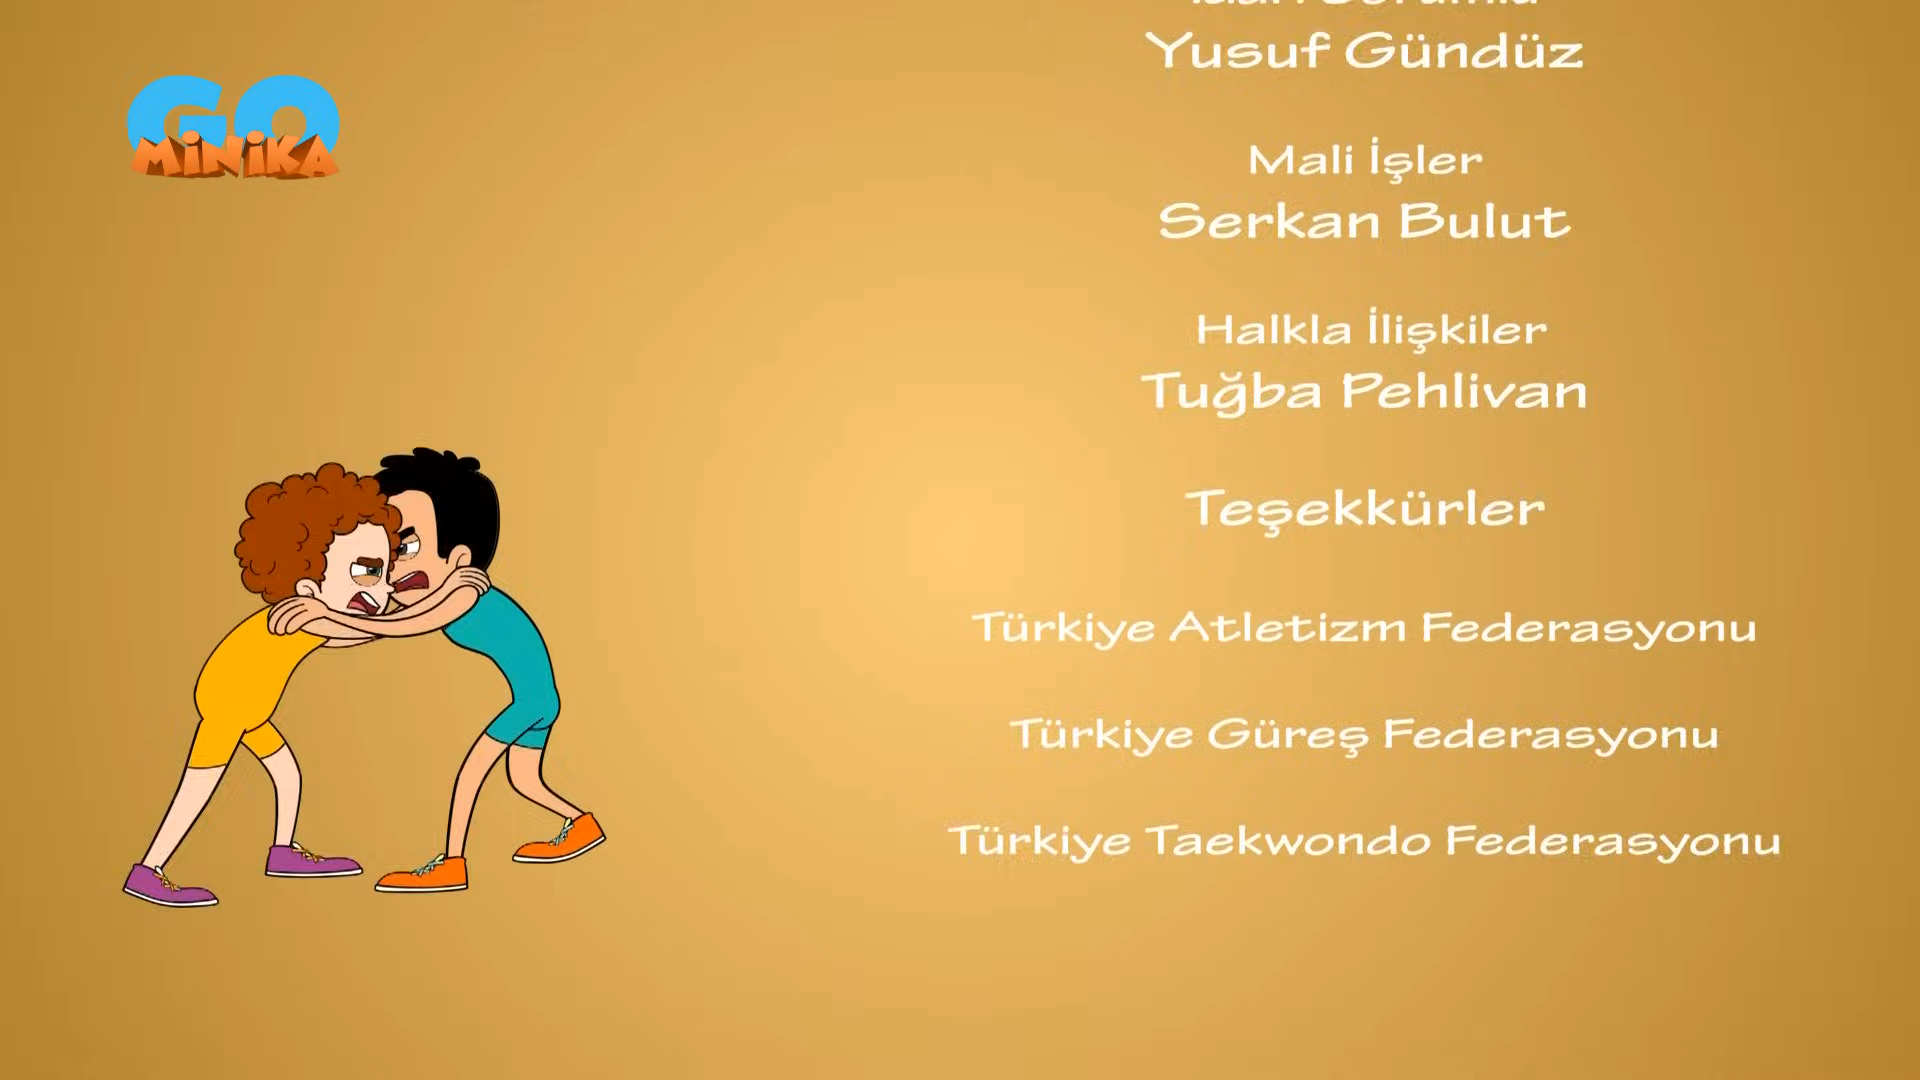 GO
MiNiKA
Yusuf Gündüz
Mali İşler
Serkan Bulut
Halkla İlişkiler
Tuğba Pehlivan
Teşekkürler
Türkiye Atletizm Federasyonu
Türkiye Güreş Federasyonu
Türkiye Taekwondo Federasyonu